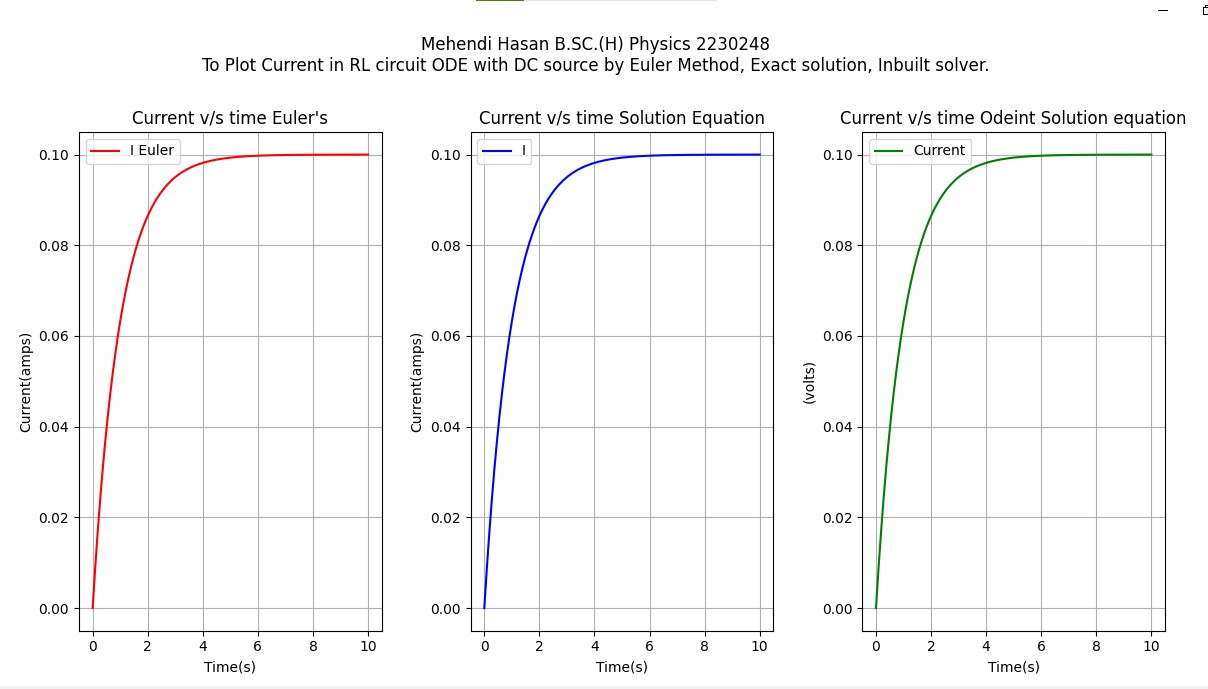 Mehendi Hasan B.SC.(H) Physics 2230248
To Plot Current in RL circuit ODE with DC source by Euler Method, Exact solution, Inbuilt solver.
Current v/s time Euler's
I Euler
0.10
0.08
0.06
0.04
0.02
0.00
Current(amps)
0 2 4 6 8 10
Time(s)
Current v/s time Solution Equation
I
0.10
0.08
0.06
0.04
0.02
0.00
Current(amps)
0 2 4 6 8 10
Time(s)
Current v/s time Odeint Solution equation
Current
0.10
0.08
0.06
0.04
0.02
0.00
(volts)
0 2 4 6 8 10
Time(s)